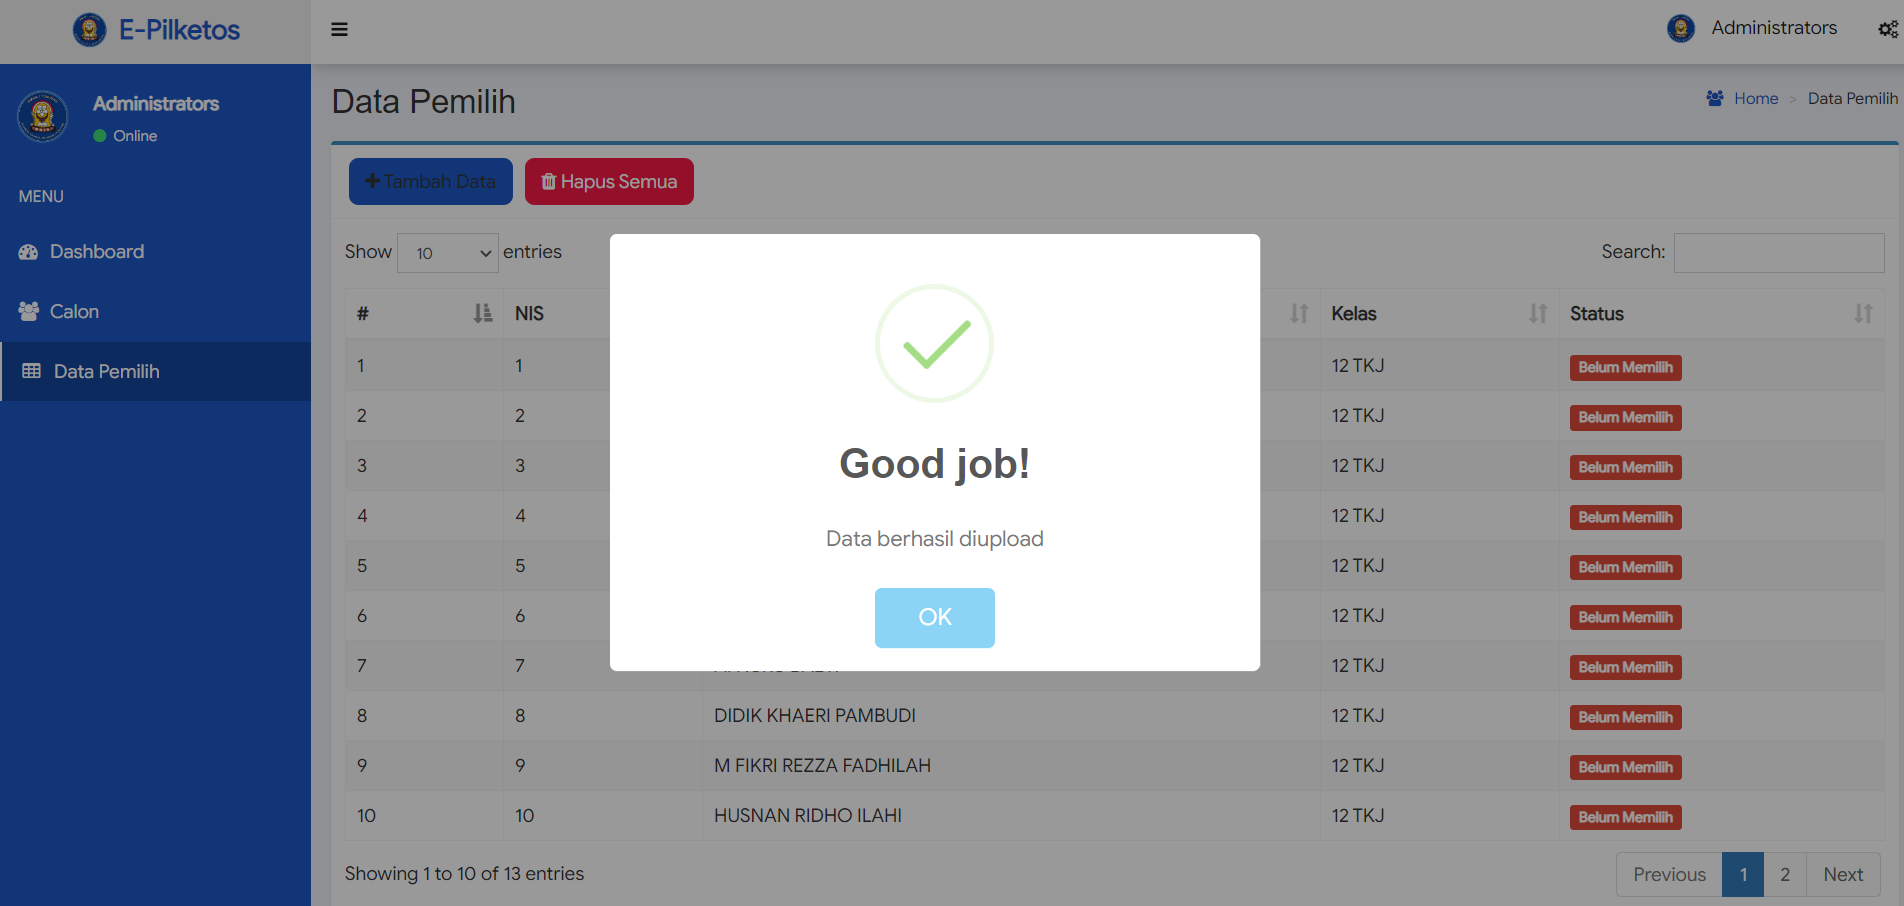 E-Pilketos
Administrators
Administrators
Online
MENU
Dashboard
Calon
Data Pemilih
Data Pemilih
Home > Data Pemilih
Tambah Data
Hapus Semua
Show 10 entries
Search:
# NIS Kelas Status
1 1 12 TKJ Belum Memilih
2 2 12 TKJ Belum Memilih
3 3 12 TKJ Belum Memilih
4 4 12 TKJ Belum Memilih
5 5 12 TKJ Belum Memilih
6 6 12 TKJ Belum Memilih
7 7 12 TKJ Belum Memilih
8 8 DIDIK KHAERI PAMBUDI 12 TKJ Belum Memilih
9 9 M FIKRI REZZA FADHILAH 12 TKJ Belum Memilih
10 10 HUSNAN RIDHO ILAHI 12 TKJ Belum Memilih
Good job!
Data berhasil diupload
OK
Showing 1 to 10 of 13 entries
Previous 1 2 Next